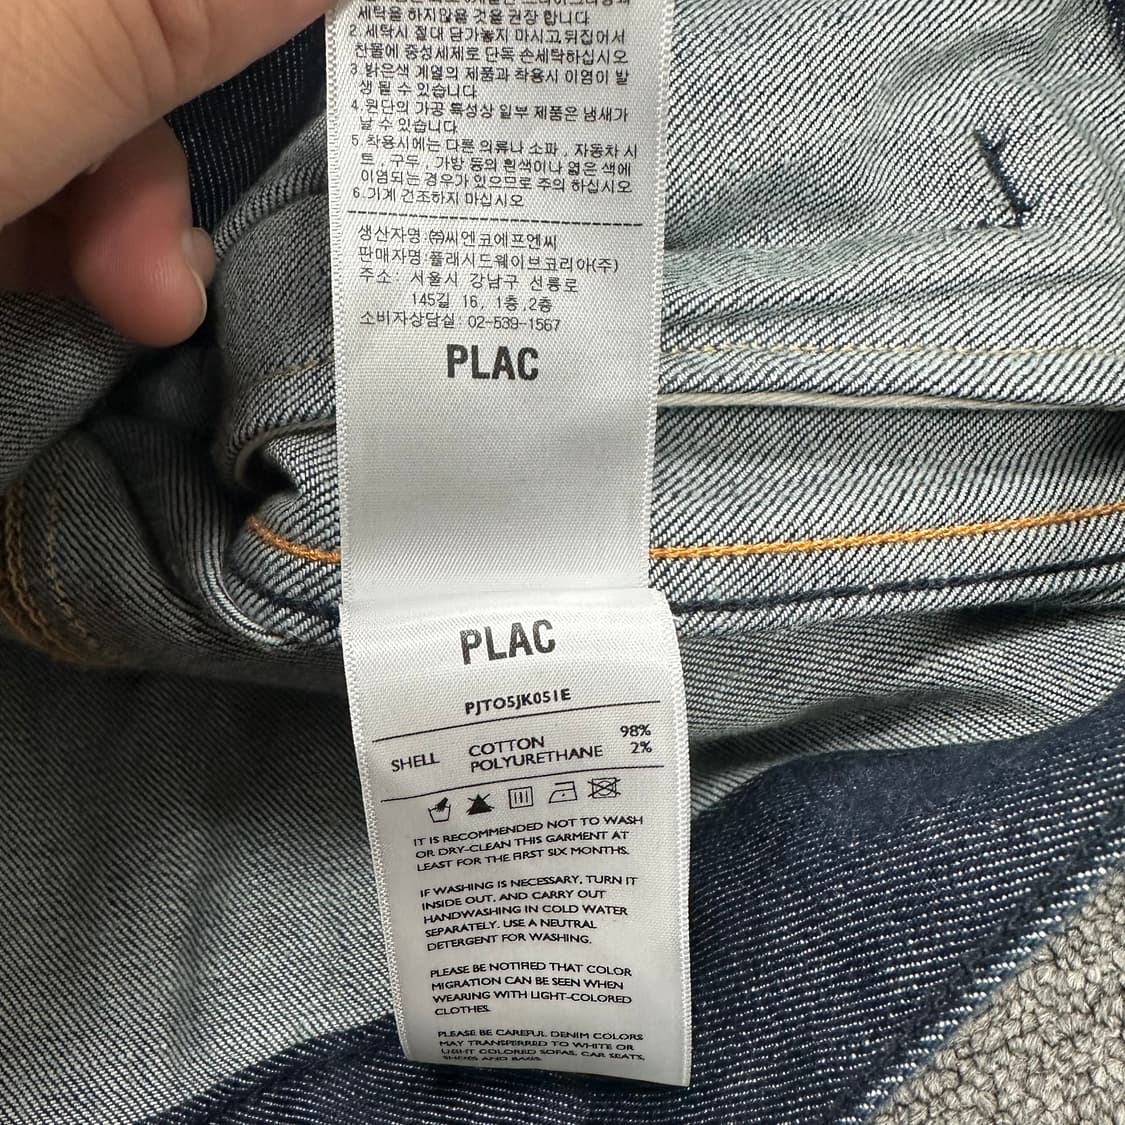 세탁을 하지않을 것을 권장 합니다
2. 세탁시 절대 담가놓지 마시고 뒤집어서
찬물에 중성세제로 단독 손세탁하십시오
3. 밝은색 계열의 제품과 착용시 이염이 발
생 될 수 있습니다
4. 원단의 가공 특성상 일부 제품은 냄새가
날 수 있습니다
5. 착용시에는 다른 의류나 소파 , 자동차 시
트 , 구두 , 가방 등의 흰색이나 엷은 색에
이염되는 경우가 있으므로 주의 하십시오
6. 기계 건조하지 마십시오
생산자명 ㈜씨엔코에프엔씨
판매자명 플래시드웨이브코리아(주)
주소 : 서울시 강남구 선릉로
145길 16, 1층,2층
소비자상담실 02-539-1567
PLAC
PLAC
PJTO5JK051E
SHELL COTTON 98%
POLYURETHANE 2%
IT IS RECOMMENDED NOT TO WASH
OR DRY-CLEAN THIS GARMENT AT
LEAST FOR THE FIRST SIX MONTHS.
IF WASHING IS NECESSARY, TURN IT
INSIDE OUT, AND CARRY OUT
HANDWASHING IN COLD WATER
SEPARATELY. USE A NEUTRAL
DETERGENT FOR WASHING.
PLEASE BE NOTIFIED THAT COLOR
MIGRATION CAN BE SEEN WHEN
WEARING WITH LIGHT-COLORED
CLOTHES.
PLEASE BE CAREFUL DENIM COLORS
MAY TRANSFERRED TO WHITE OR
LIGHT COLORED SOFAS, CAR SEATS,
SHOES AND BAGS.